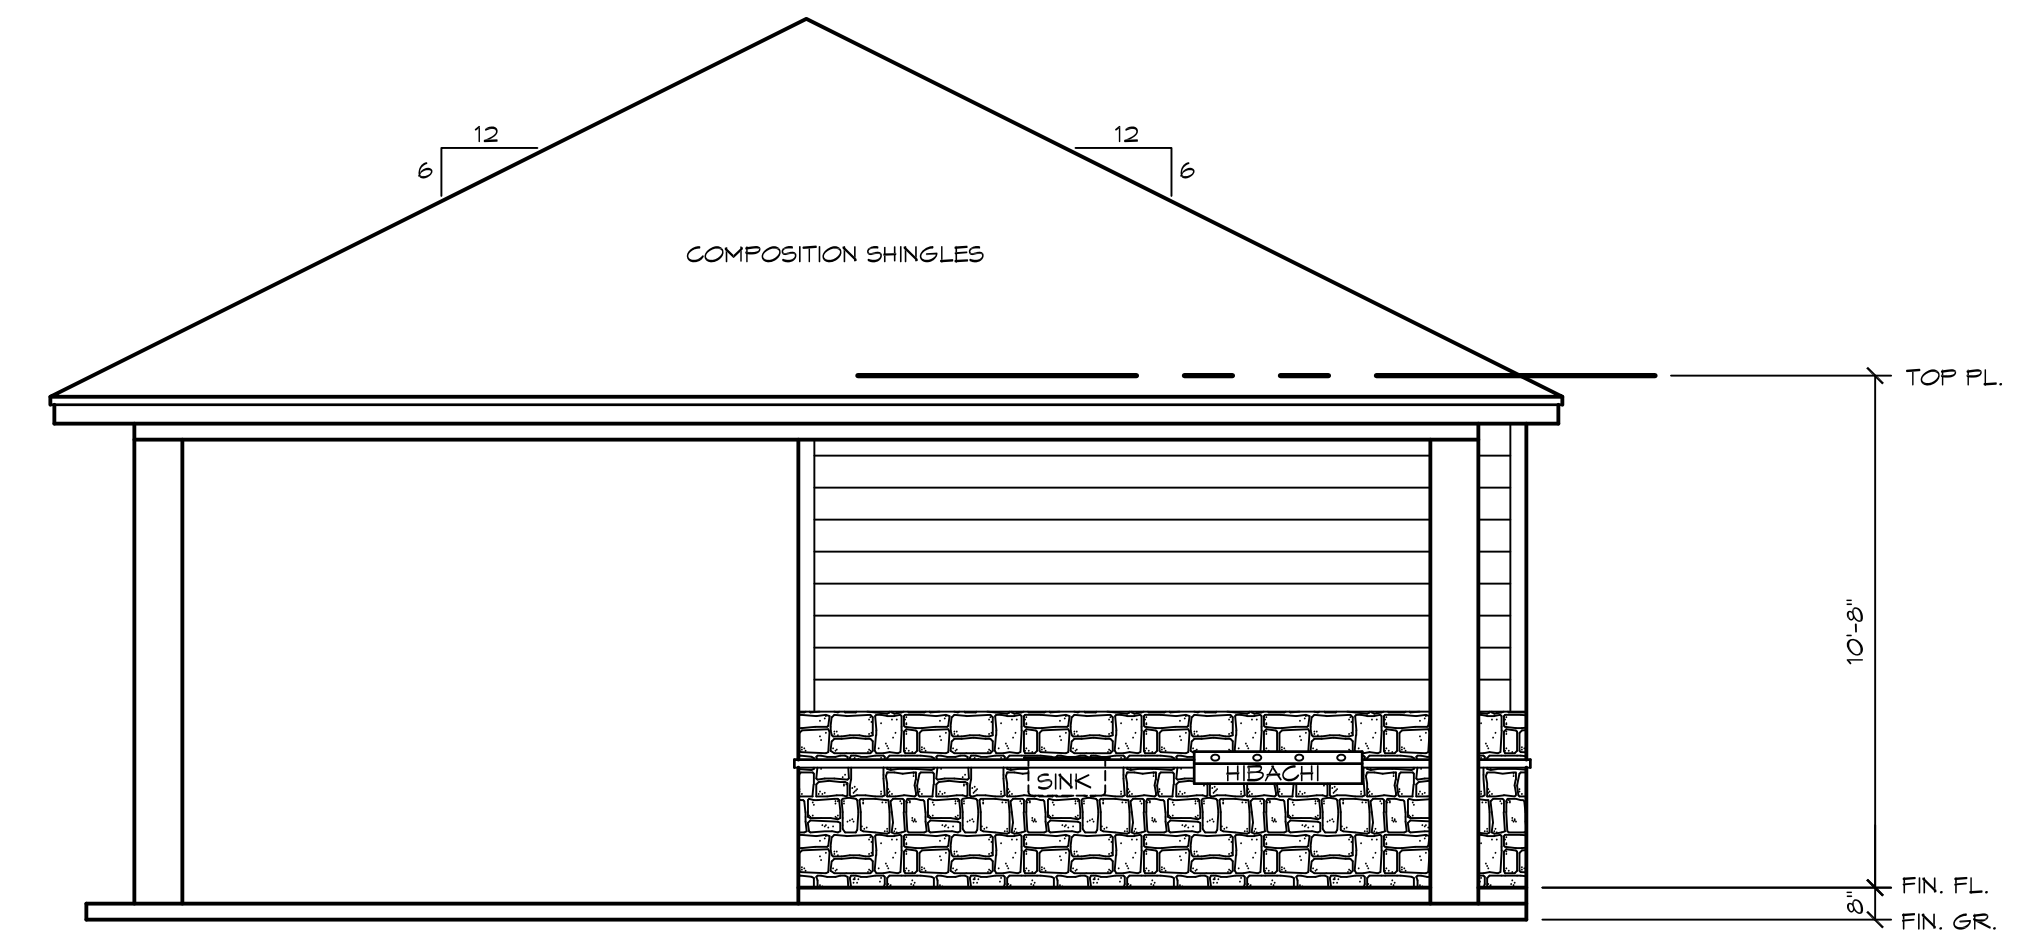 12
12
6
6
COMPOSITION SHINGLES
TOP PL.
10'-8"
SINK
HIBACHI
FIN. FL.
8"
FIN. GR.